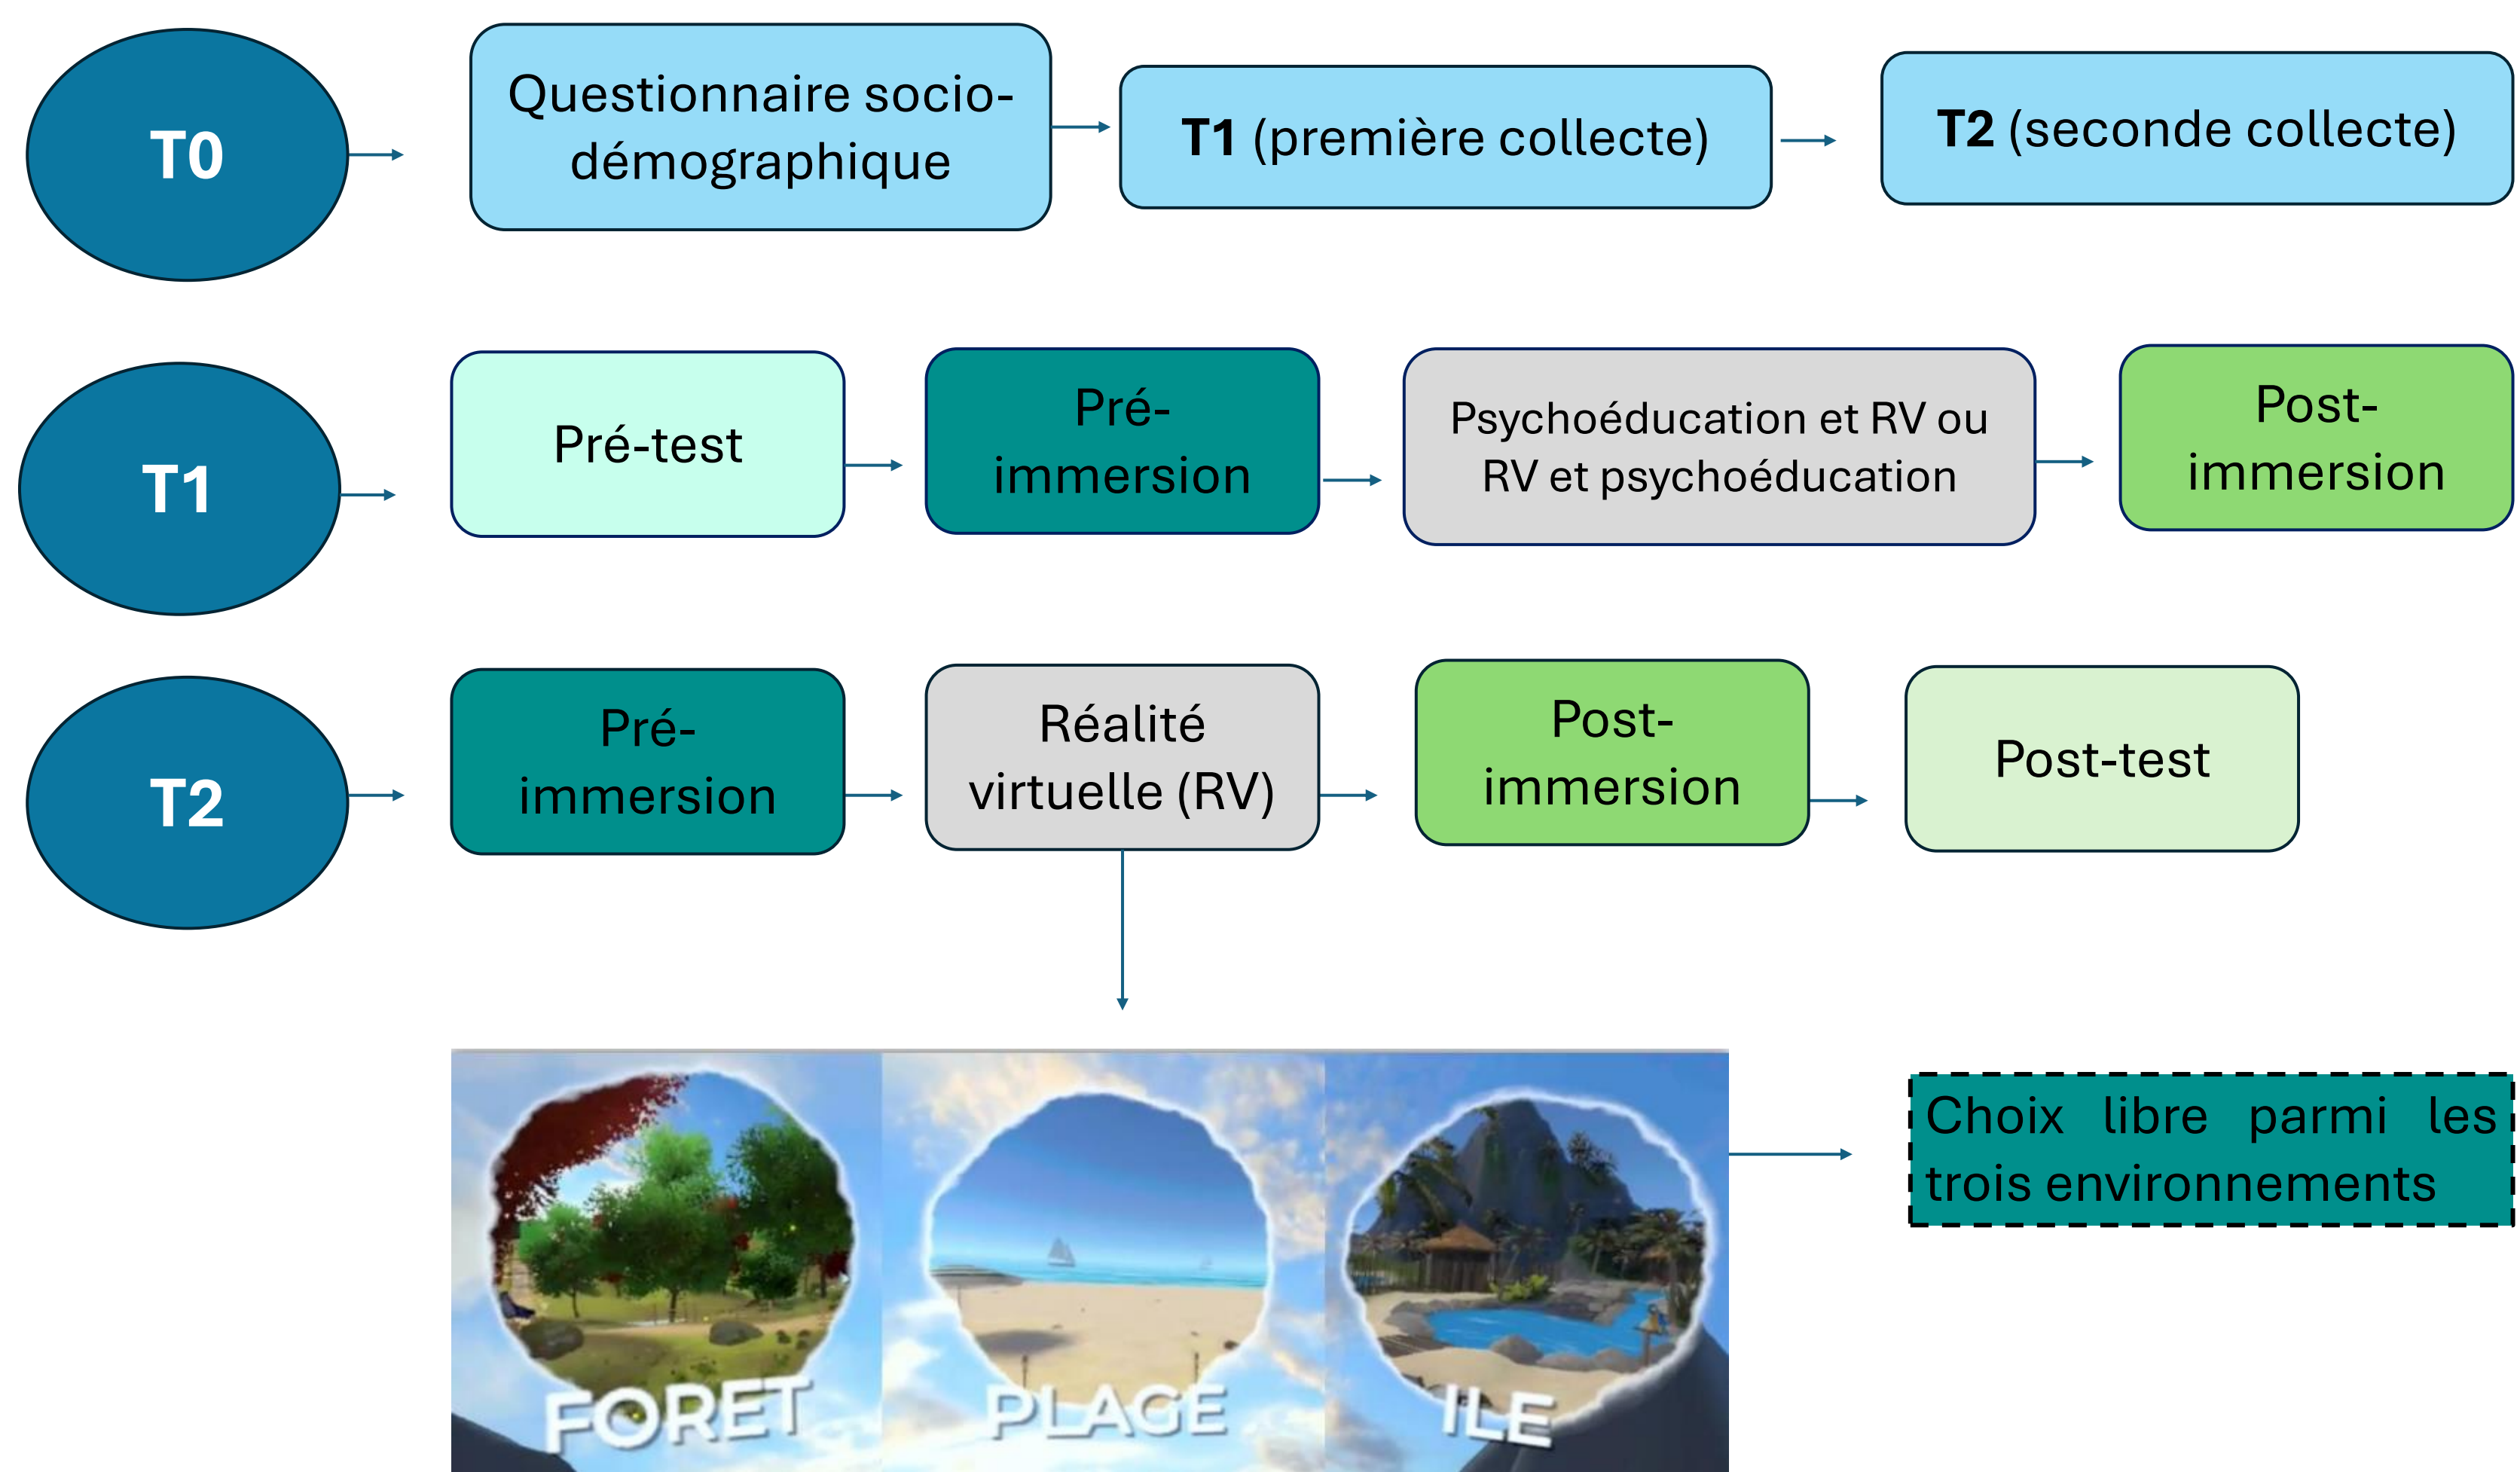 T0
Questionnaire socio-
démographique
T1 (première collecte)
T2 (seconde collecte)
T1
Pré-test
Pré-
immersion
Psychoéducation et RV ou
RV et psychoéducation
Post-
immersion
T2
Pré-
immersion
Réalité
virtuelle (RV)
Post-
immersion
Post-test
FORET
PLAGE
ILE
Choix libre parmi les
trois environnements